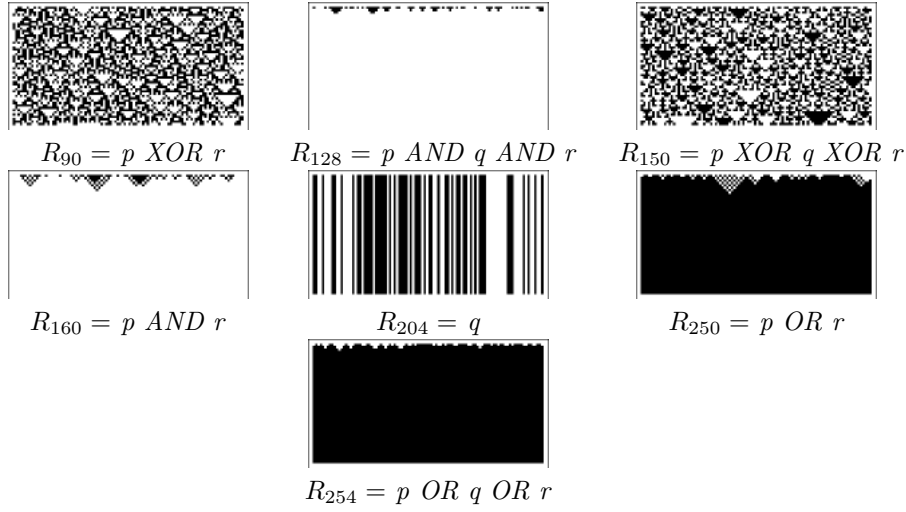 R₉₀ = p XOR r
R₁₂₈ = p AND q AND r
R₁₅₀ = p XOR q XOR r
R₁₆₀ = p AND r
R₂₀₄ = q
R₂₅₀ = p OR r
R₂₅₄ = p OR q OR r